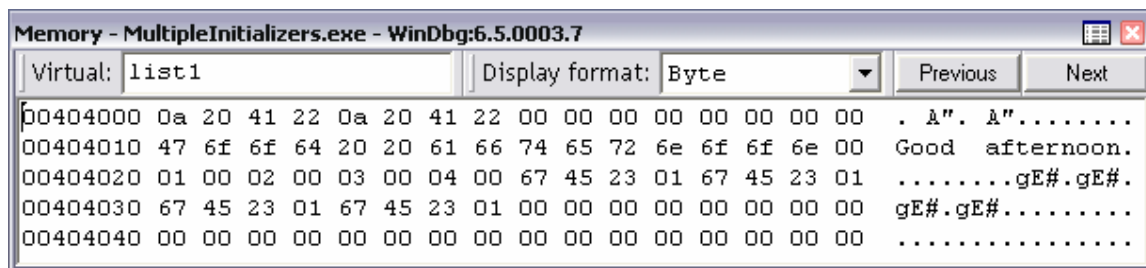 Memory - MultipleInitializers.exe - WinDbg:6.5.0003.7
Virtual: list1 Display format: Byte Previous Next
00404000 0a 20 41 22 0a 20 41 22 00 00 00 00 00 00 00 00 . A". A"........
00404010 47 6f 6f 64 20 20 61 66 74 65 72 6e 6f 6f 6e 00 Good  afternoon.
00404020 01 00 02 00 03 00 04 00 67 45 23 01 67 45 23 01 ........gE#.gE#.
00404030 67 45 23 01 67 45 23 01 00 00 00 00 00 00 00 00 gE#.gE#.........
00404040 00 00 00 00 00 00 00 00 00 00 00 00 00 00 00 00 ................